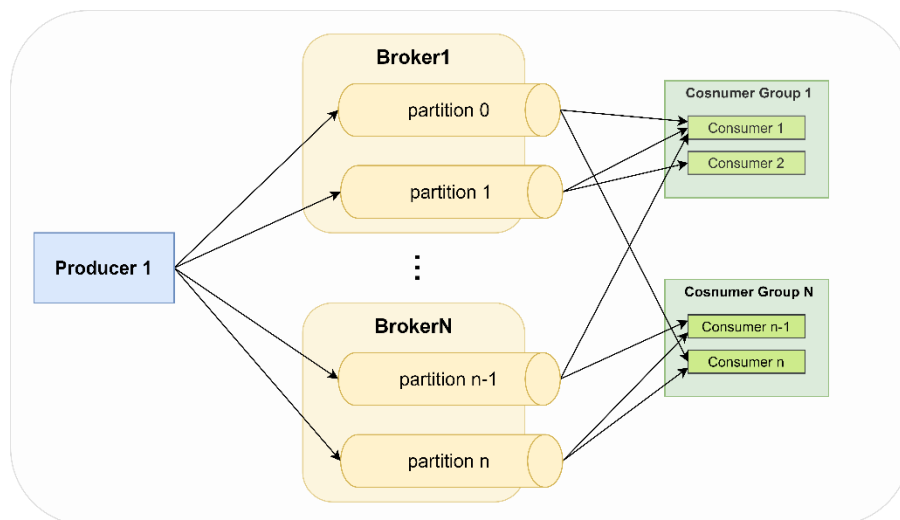 Broker1
partition 0
partition 1
Producer 1
⋮
BrokerN
partition n-1
partition n
Cosnumer Group 1
Consumer 1
Consumer 2
Cosnumer Group N
Consumer n-1
Consumer n